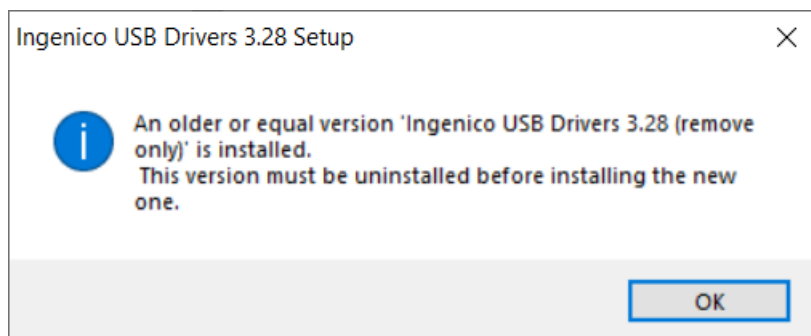 Ingenico USB Drivers 3.28 Setup
An older or equal version 'Ingenico USB Drivers 3.28 (remove
only)' is installed.
This version must be uninstalled before installing the new
one.
OK